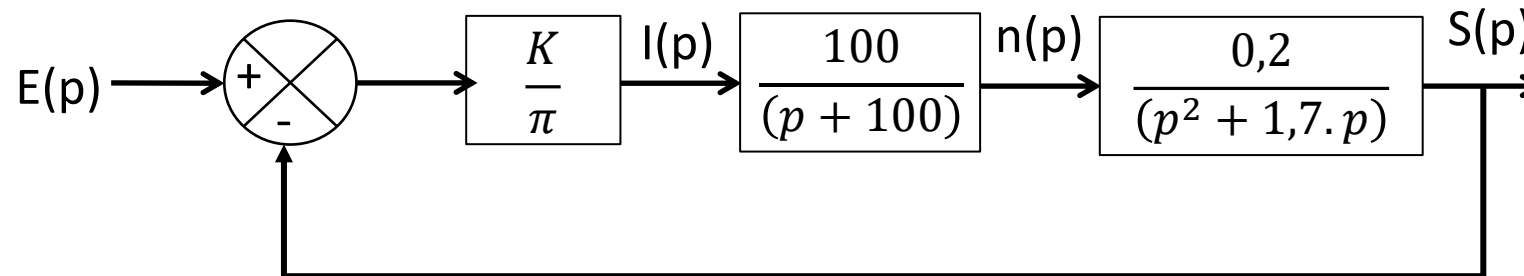 E(p)
+
-
K
π
I(p)
100
(p + 100)
n(p)
0,2
(p² + 1,7. p)
S(p)